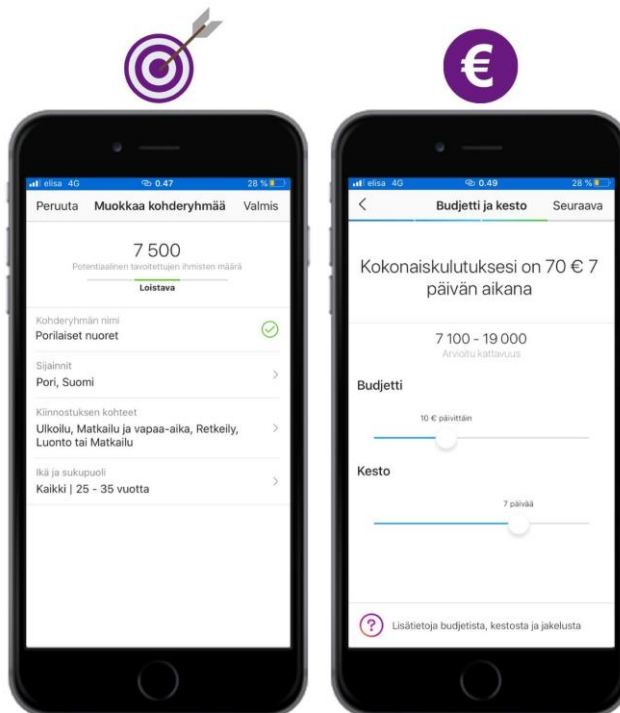 €
elisa 4G 0.47 28 %
Peruuta Muokkaa kohderyhmää Valmis
7 500
Potentiaalinen tavoitettujen ihmisten määrä
Loistava
Kohderyhmän nimi
Porilaiset nuoret
Sijainnit
Pori, Suomi
Kiinnostuksen kohteet
Ulkoilu, Matkailu ja vapaa-aika, Retkeily,
Luonto tai Matkailu
Ikä ja sukupuoli
Kaikki | 25 - 35 vuotta
elisa 4G 0.49 28 %
Budjetti ja kesto Seuraava
Kokonaiskulutuksesi on 70 € 7
päivän aikana
7 100 - 19 000
Arvioitu kattavuus
Budjetti
10 € päivittäin
Kesto
7 päivää
? Lisätietoja budjetista, kestosta ja jakelusta